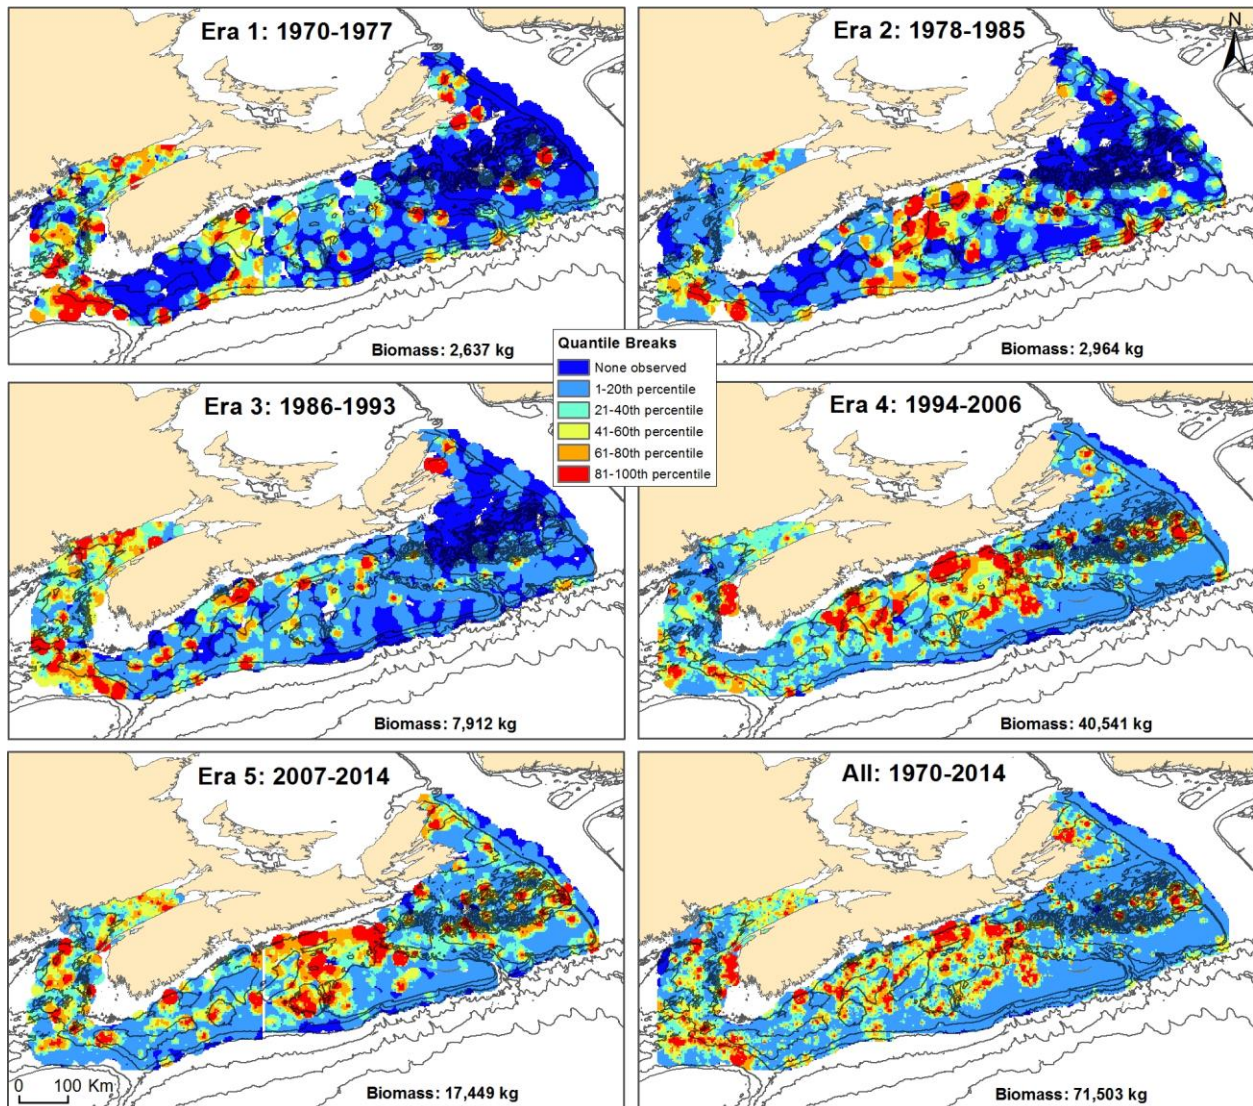 Era 1: 1970-1977
Biomass: 2,637 kg
Era 2: 1978-1985
N
Biomass: 2,964 kg
Quantile Breaks
None observed
1-20th percentile
21-40th percentile
41-60th percentile
61-80th percentile
81-100th percentile
Era 3: 1986-1993
Biomass: 7,912 kg
Era 4: 1994-2006
Biomass: 40,541 kg
Era 5: 2007-2014
0 100 Km
Biomass: 17,449 kg
All: 1970-2014
Biomass: 71,503 kg